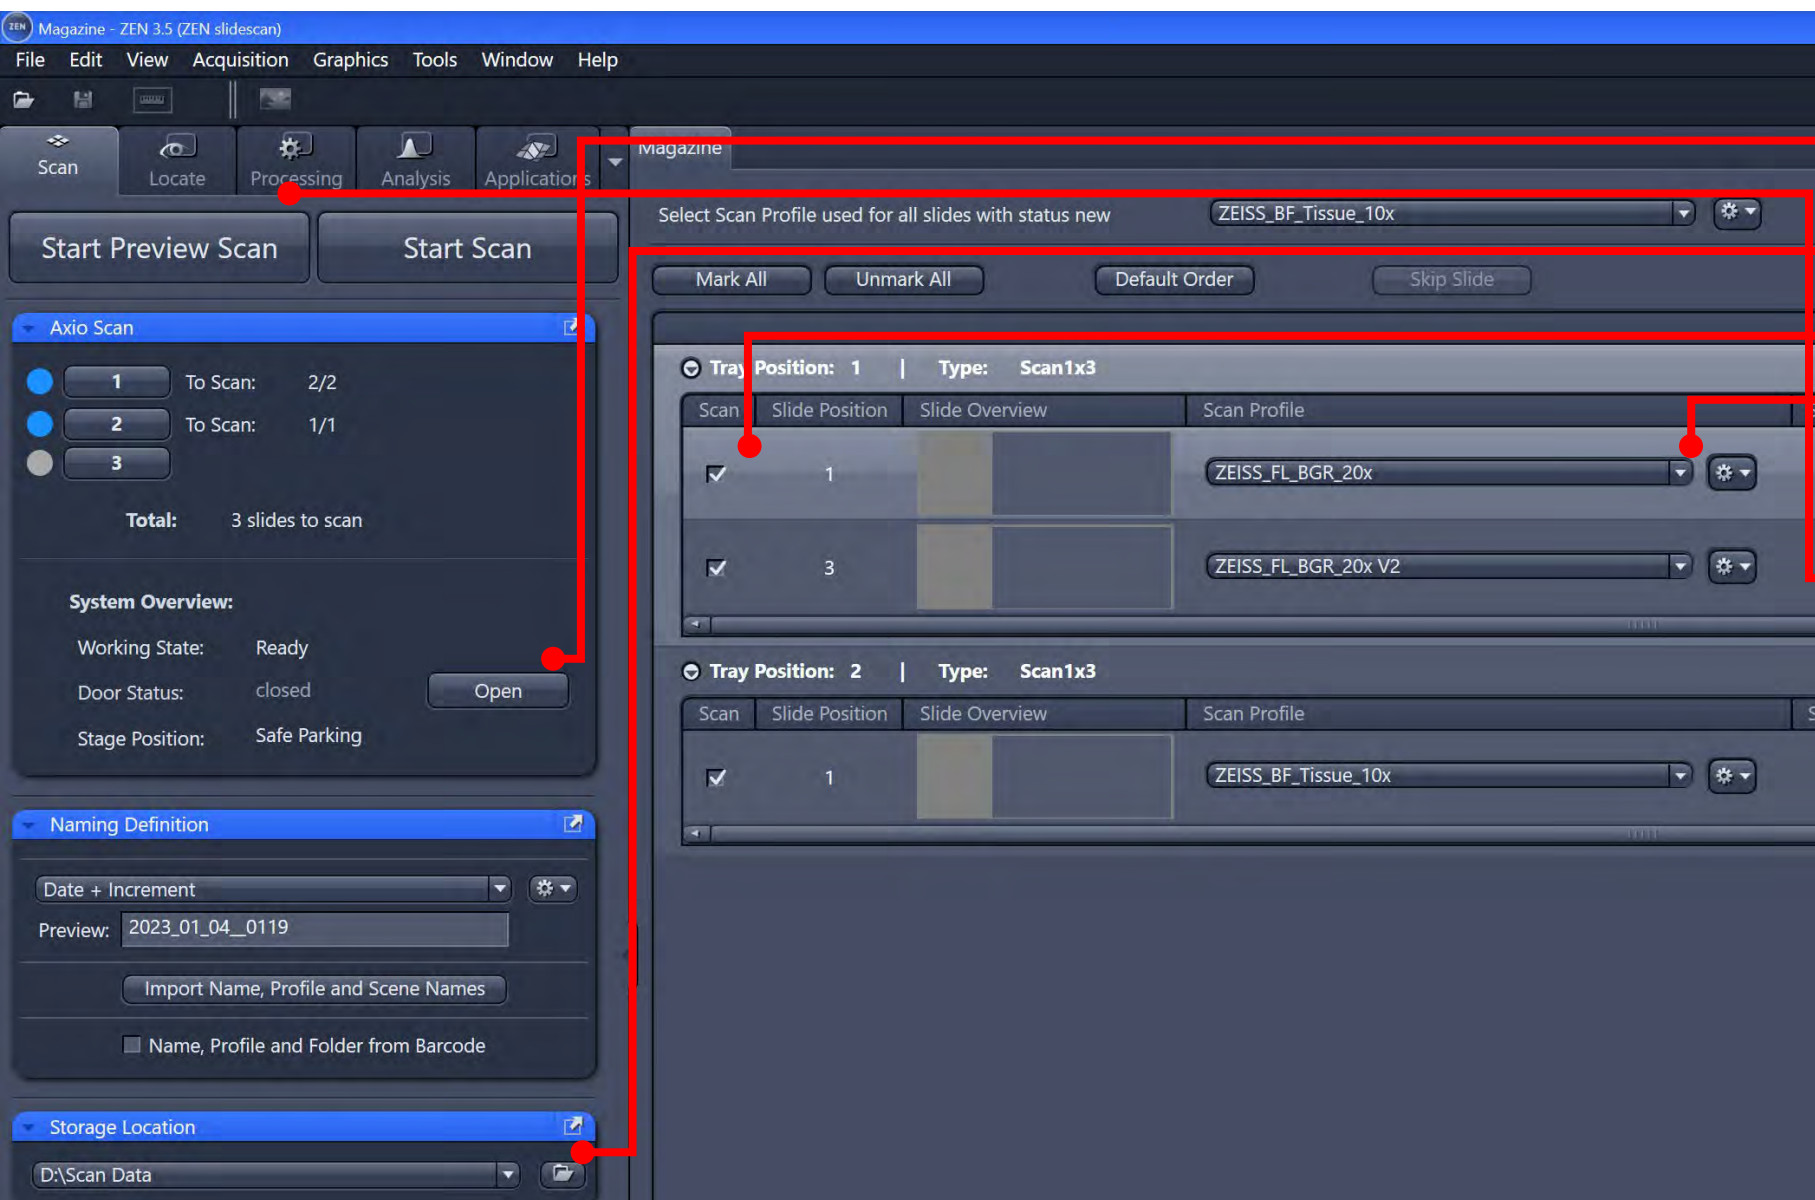 ZEN Magazine - ZEN 3.5 (ZEN slidescan)
File Edit View Acquisition Graphics Tools Window Help
Scan Locate Processing Analysis Applications
Magazine
Start Preview Scan Start Scan
Select Scan Profile used for all slides with status new ZEISS_BF_Tissue_10x
Mark All Unmark All Default Order Skip Slide
Axio Scan
1 To Scan: 2/2
2 To Scan: 1/1
3
Total: 3 slides to scan
System Overview:
Working State: Ready
Door Status: closed Open
Stage Position: Safe Parking
Naming Definition
Date + Increment
Preview: 2023_01_04__0119
Import Name, Profile and Scene Names
Name, Profile and Folder from Barcode
Storage Location
D:\Scan Data
Tray Position: 1 | Type: Scan1x3
Scan Slide Position Slide Overview Scan Profile
1 ZEISS_FL_BGR_20x
3 ZEISS_FL_BGR_20x V2
Tray Position: 2 | Type: Scan1x3
Scan Slide Position Slide Overview Scan Profile
1 ZEISS_BF_Tissue_10x